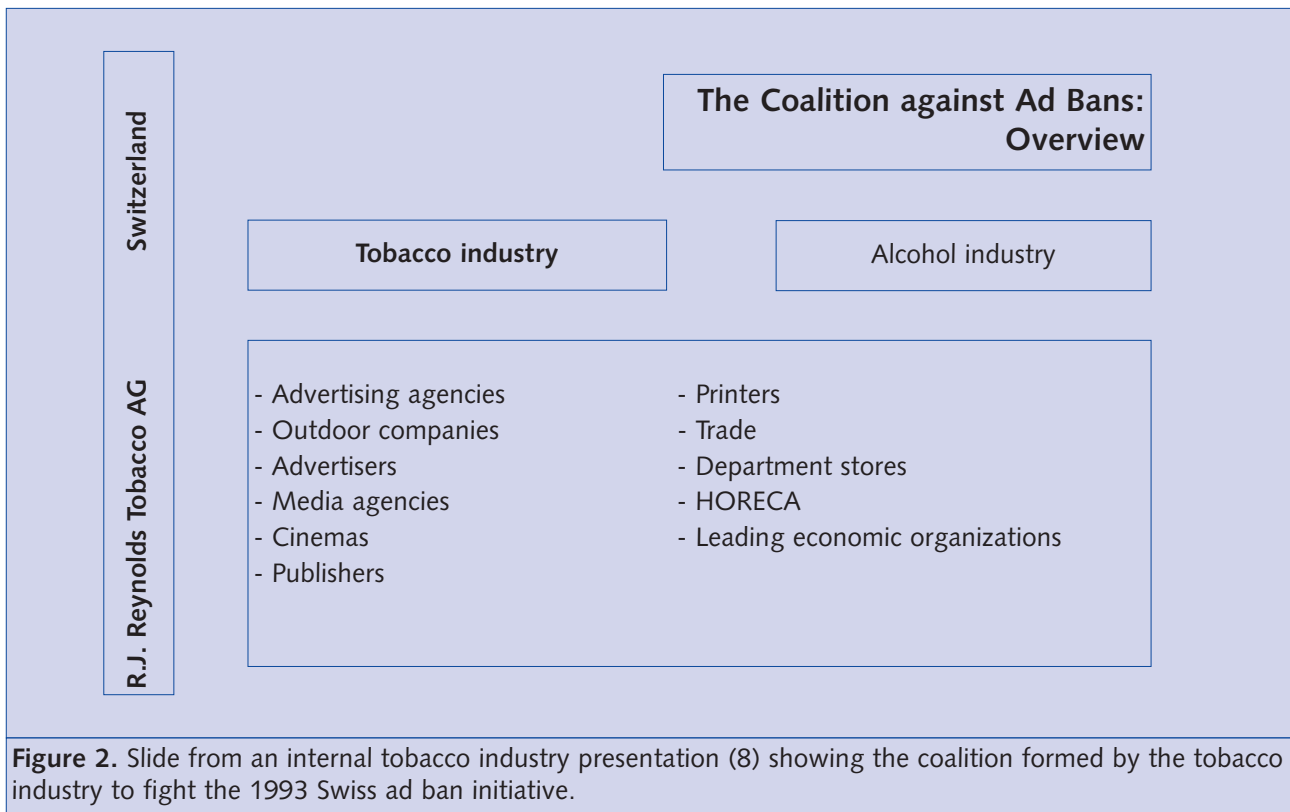 Switzerland
R.J. Reynolds Tobacco AG
The Coalition against Ad Bans:
Overview
Tobacco industry
Alcohol industry
- Advertising agencies
- Outdoor companies
- Advertisers
- Media agencies
- Cinemas
- Publishers
- Printers
- Trade
- Department stores
- HORECA
- Leading economic organizations
Figure 2. Slide from an internal tobacco industry presentation (8) showing the coalition formed by the tobacco
industry to fight the 1993 Swiss ad ban initiative.